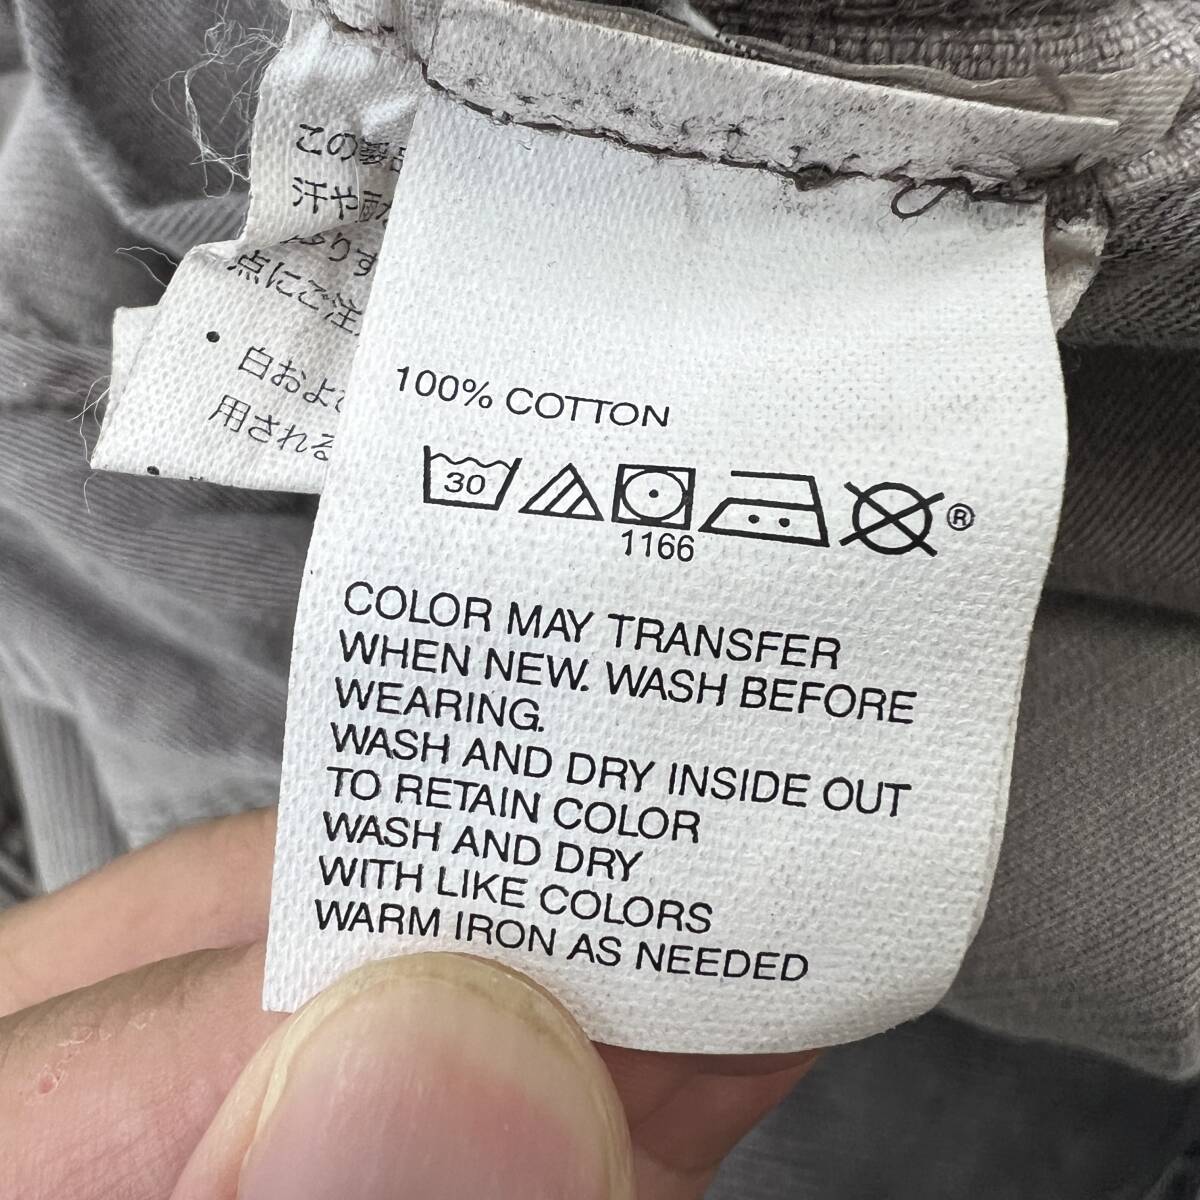 この製品
汗や
ありす
点にご注
• 白およ
用される
100% COTTON
30
1166
®
COLOR MAY TRANSFER
WHEN NEW. WASH BEFORE
WEARING.
WASH AND DRY INSIDE OUT
TO RETAIN COLOR
WASH AND DRY
WITH LIKE COLORS
WARM IRON AS NEEDED